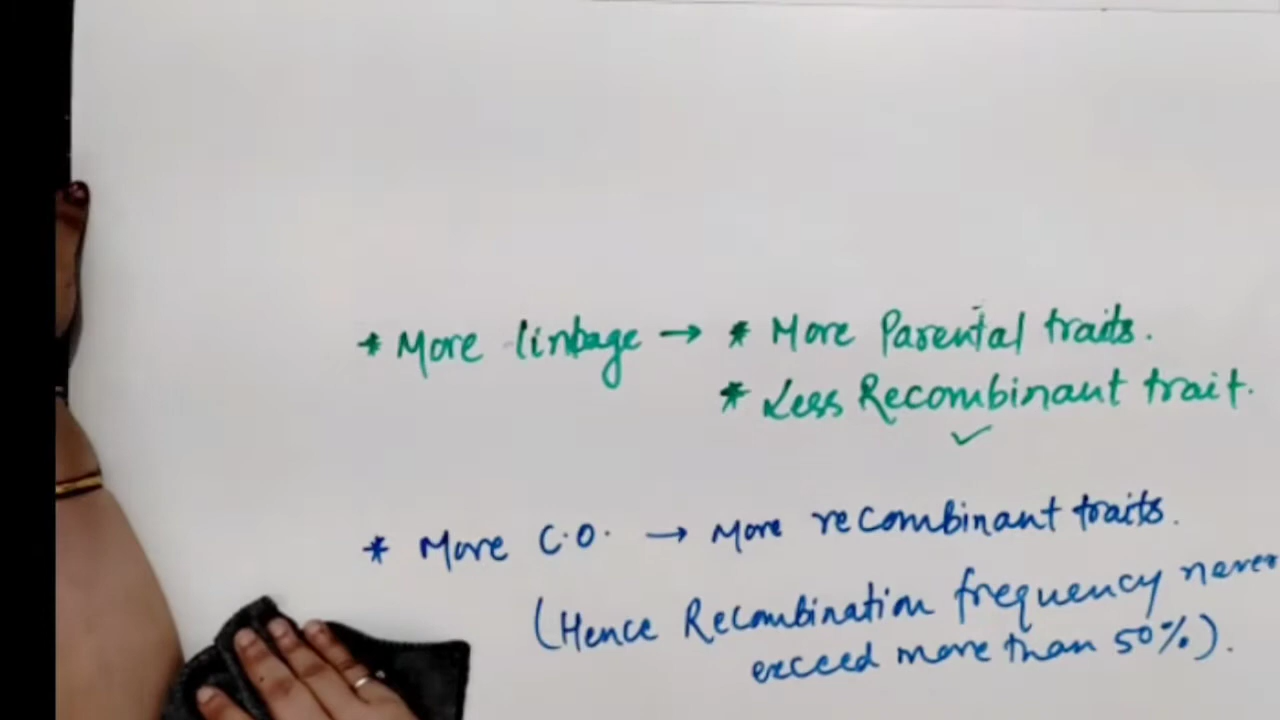 * More linbage → * More Parental traits.
* Less Recombinant trait.
✓
* More C.O. → More recombinant traits.
(Hence Recombination frequency never
exceed more than 50%).